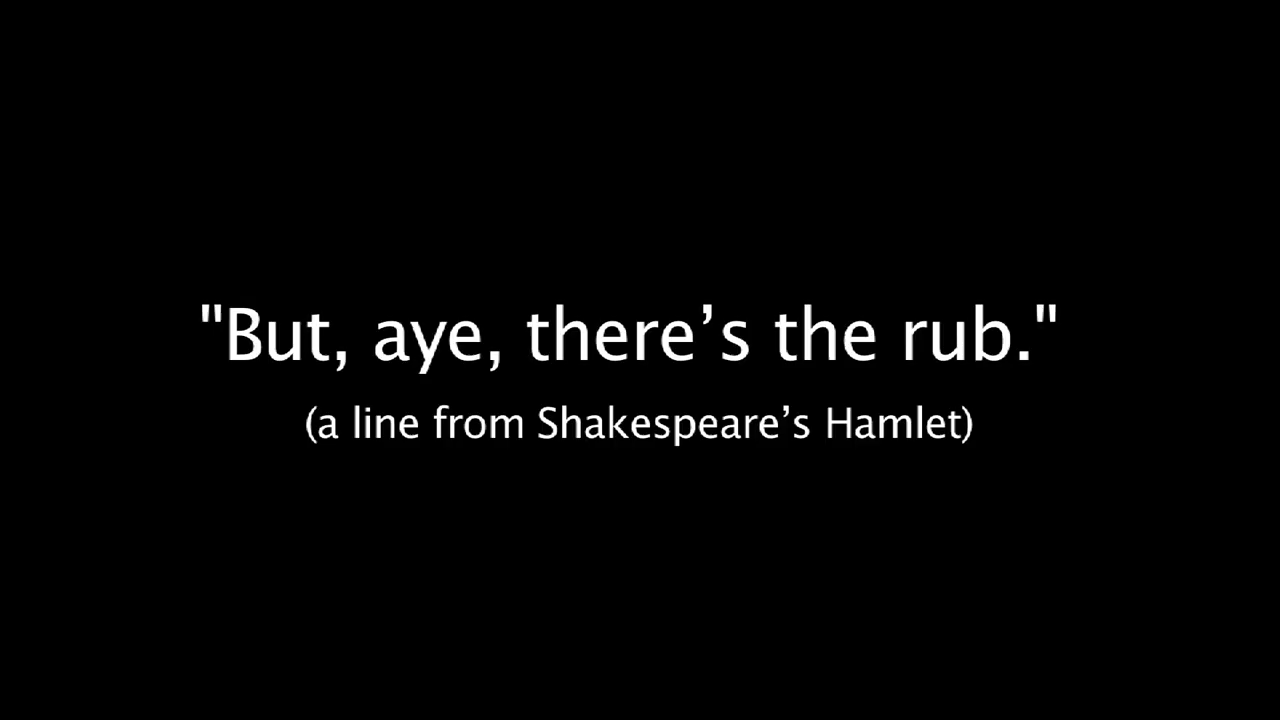 "But, aye, there’s the rub."
(a line from Shakespeare’s Hamlet)